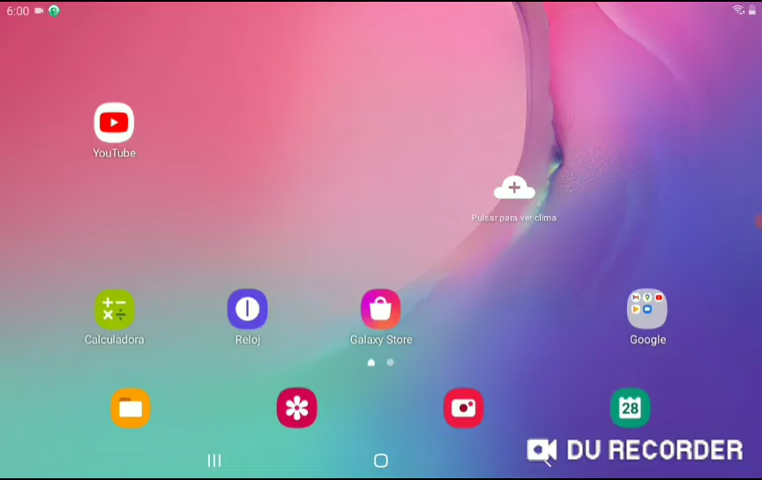 6:00
YouTube
Pulsar para ver clima
Calculadora
Reloj
Galaxy Store
Google
28
DU RECORDER